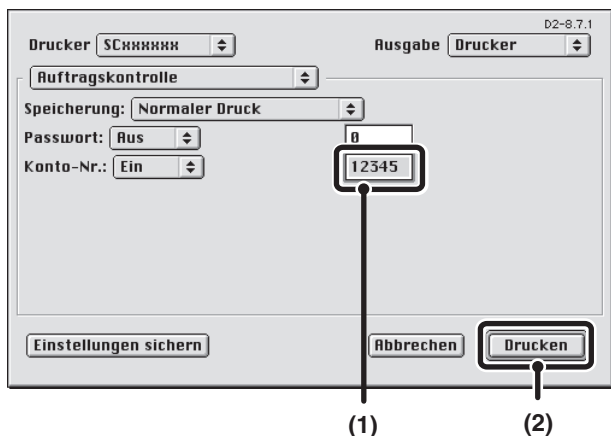 D2-8.7.1
Drucker SCxxxxxx Ausgabe Drucker
Auftragskontrolle
Speicherung: Normaler Druck
Passwort: Aus 0
Konto-Nr.: Ein 12345
Einstellungen sichern Abbrechen Drucken
(1) (2)